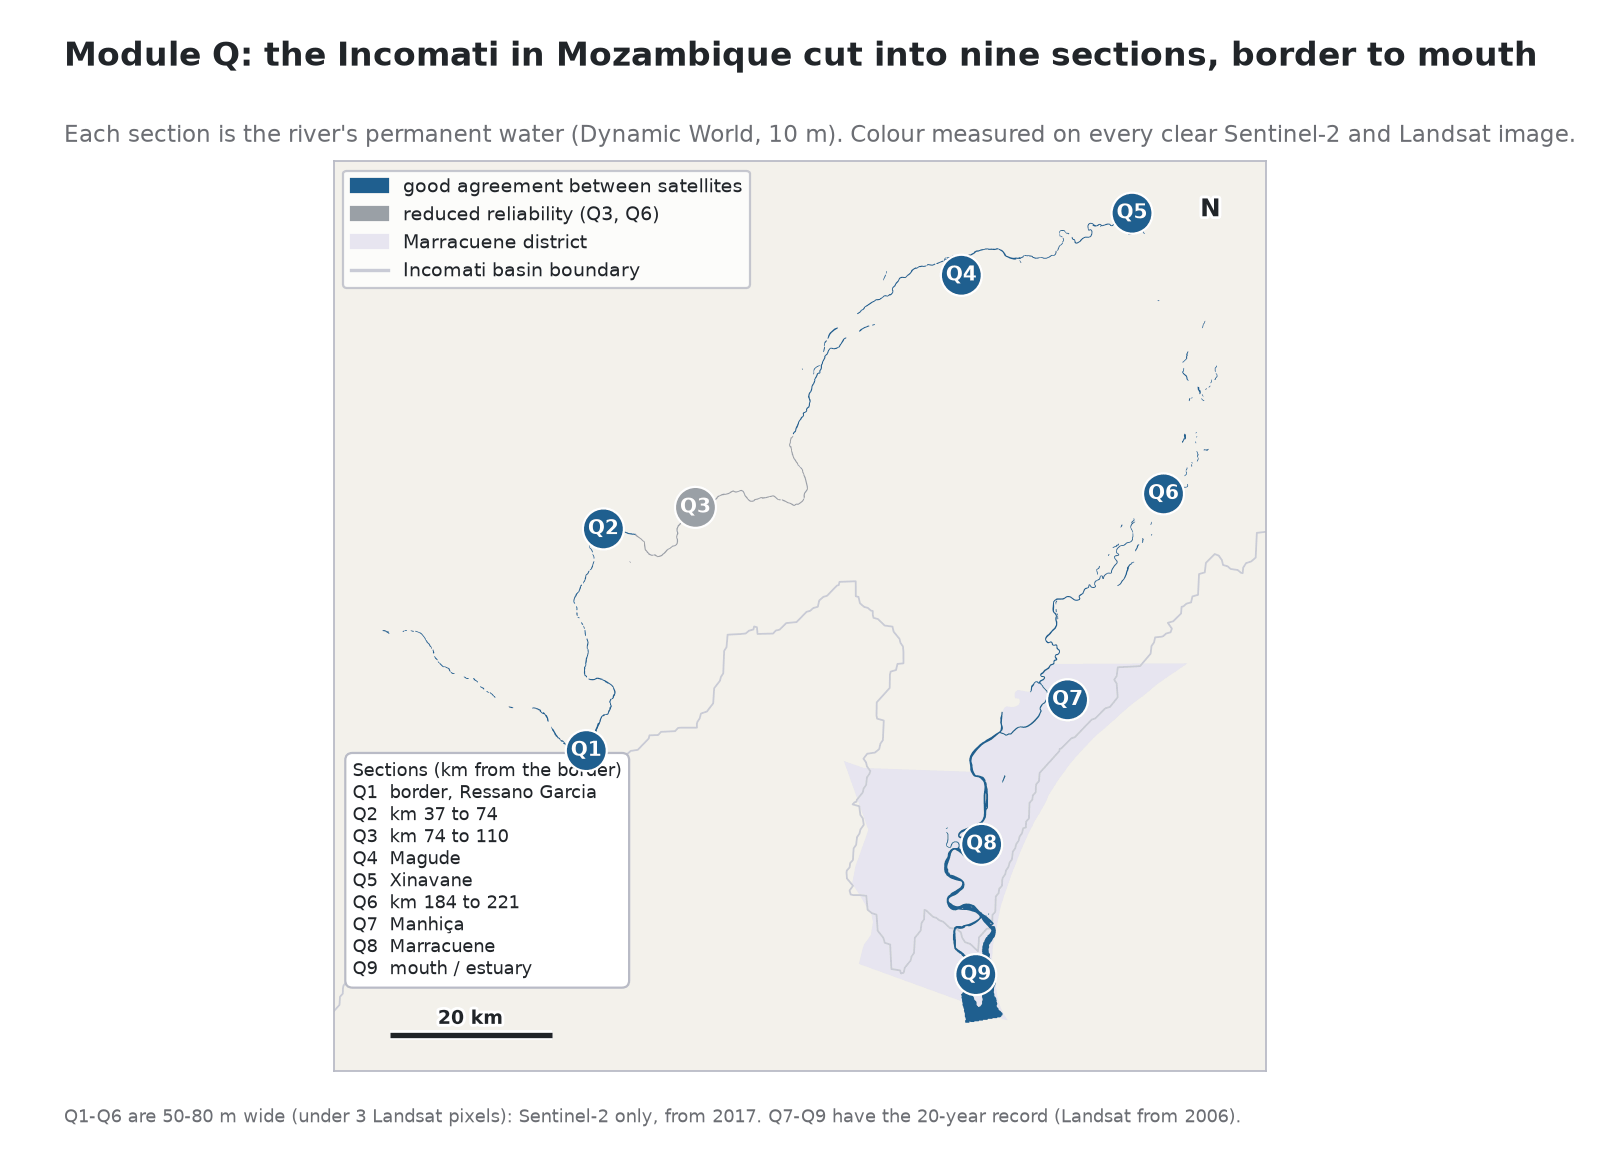 Module Q: the Incomati in Mozambique cut into nine sections, border to mouth
Each section is the river's permanent water (Dynamic World, 10 m). Colour measured on every clear Sentinel-2 and Landsat image.
good agreement between satellites
reduced reliability (Q3, Q6)
Marracuene district
Incomati basin boundary
N
Q5
Q4
Q6
Q3
Q2
Q7
Q1
Q8
Q9
Sections (km from the border)
Q1 border, Ressano Garcia
Q2 km 37 to 74
Q3 km 74 to 110
Q4 Magude
Q5 Xinavane
Q6 km 184 to 221
Q7 Manhiça
Q8 Marracuene
Q9 mouth / estuary
20 km
Q1-Q6 are 50-80 m wide (under 3 Landsat pixels): Sentinel-2 only, from 2017. Q7-Q9 have the 20-year record (Landsat from 2006).